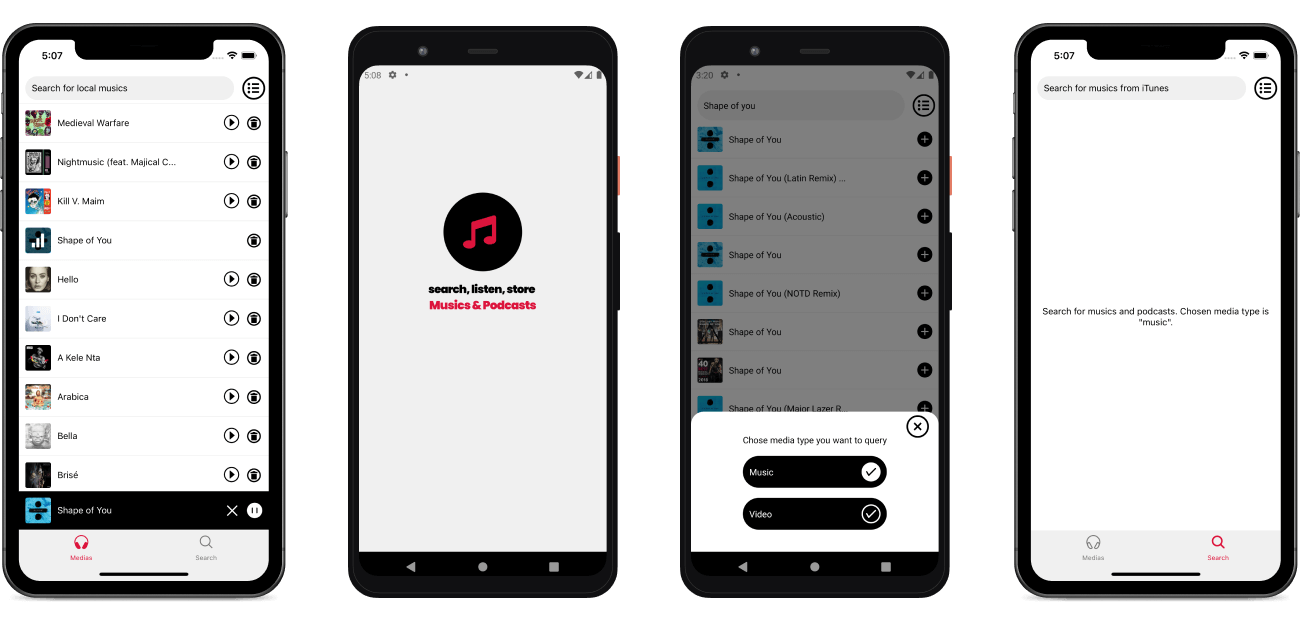 5:07
Search for local musics
Medieval Warfare
Nightmusic (feat. Majical C...
Kill V. Maim
Shape of You
Hello
I Don't Care
A Kele Nta
Arabica
Bella
Brisé
Shape of You
Medias
Search
5:08
search, listen, store
Musics & Podcasts
3:20
Shape of you
Shape of You
Shape of You (Latin Remix) ...
Shape of You (Acoustic)
Shape of You
Shape of You (NOTD Remix)
Shape of You
40
Shape of You
Shape of You (Major Lazer R...
Chose media type you want to query
Music
Video
5:07
Search for musics from iTunes
Search for musics and podcasts. Chosen media type is
"music".
Medias
Search